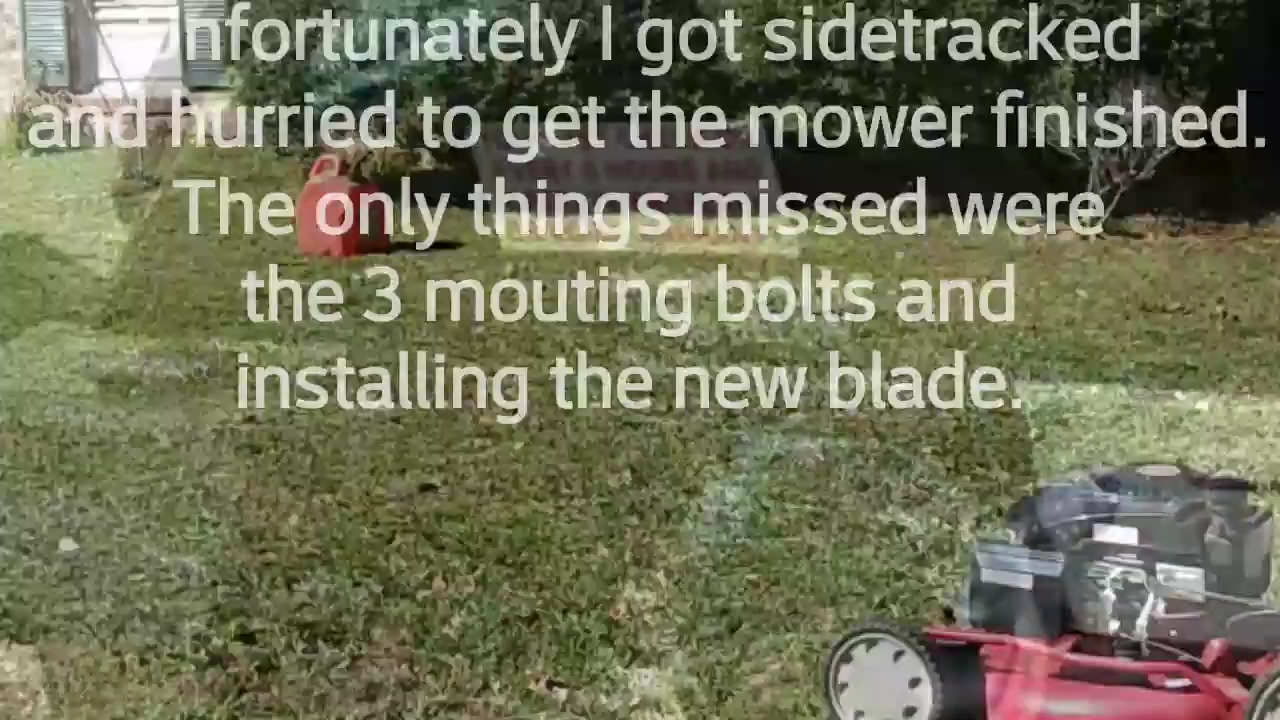 Unfortunately I got sidetracked
and hurried to get the mower finished.
The only things missed were
the 3 mouting bolts and
installing the new blade.